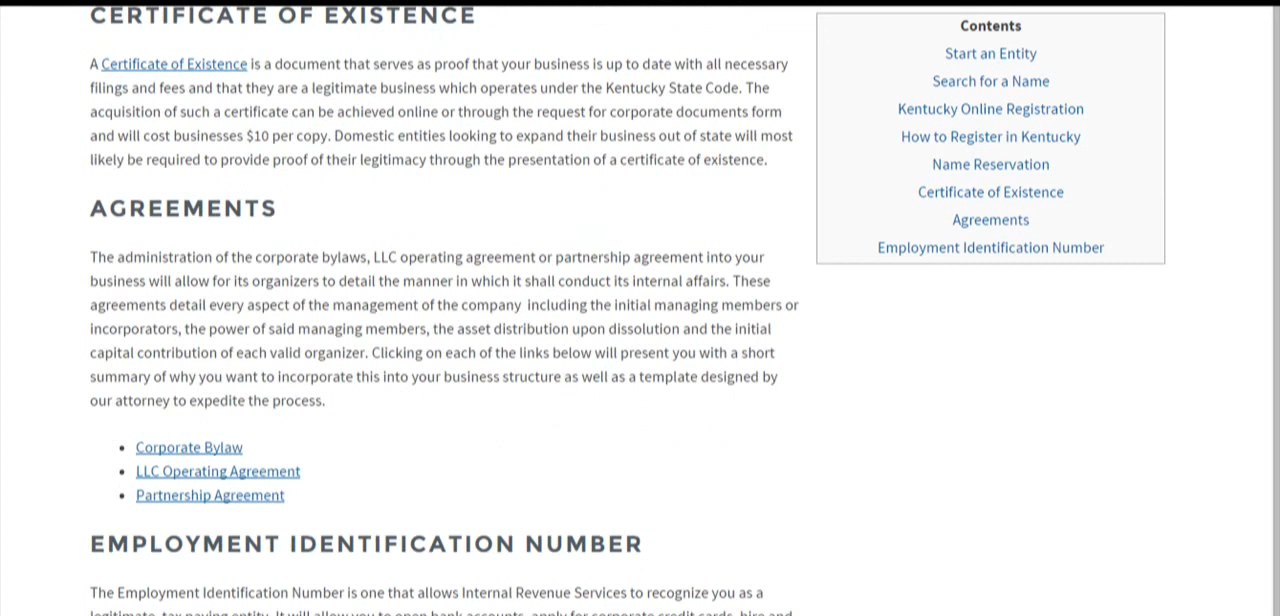 CERTIFICATE OF EXISTENCE
A Certificate of Existence is a document that serves as proof that your business is up to date with all necessary
filings and fees and that they are a legitimate business which operates under the Kentucky State Code. The
acquisition of such a certificate can be achieved online or through the request for corporate documents form
and will cost businesses $10 per copy. Domestic entities looking to expand their business out of state will most
likely be required to provide proof of their legitimacy through the presentation of a certificate of existence.
AGREEMENTS
The administration of the corporate bylaws, LLC operating agreement or partnership agreement into your
business will allow for its organizers to detail the manner in which it shall conduct its internal affairs. These
agreements detail every aspect of the management of the company including the initial managing members or
incorporators, the power of said managing members, the asset distribution upon dissolution and the initial
capital contribution of each valid organizer. Clicking on each of the links below will present you with a short
summary of why you want to incorporate this into your business structure as well as a template designed by
our attorney to expedite the process.
• Corporate Bylaw
• LLC Operating Agreement
• Partnership Agreement
EMPLOYMENT IDENTIFICATION NUMBER
The Employment Identification Number is one that allows Internal Revenue Services to recognize you as a
Contents
Start an Entity
Search for a Name
Kentucky Online Registration
How to Register in Kentucky
Name Reservation
Certificate of Existence
Agreements
Employment Identification Number